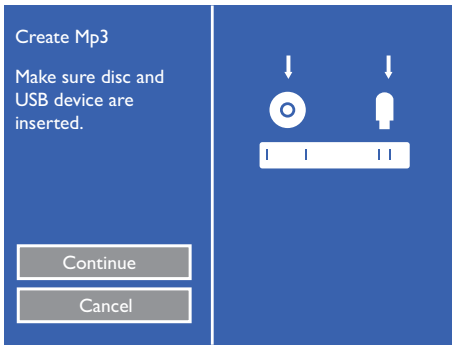 Create Mp3
Make sure disc and
USB device are
inserted.
Continue
Cancel